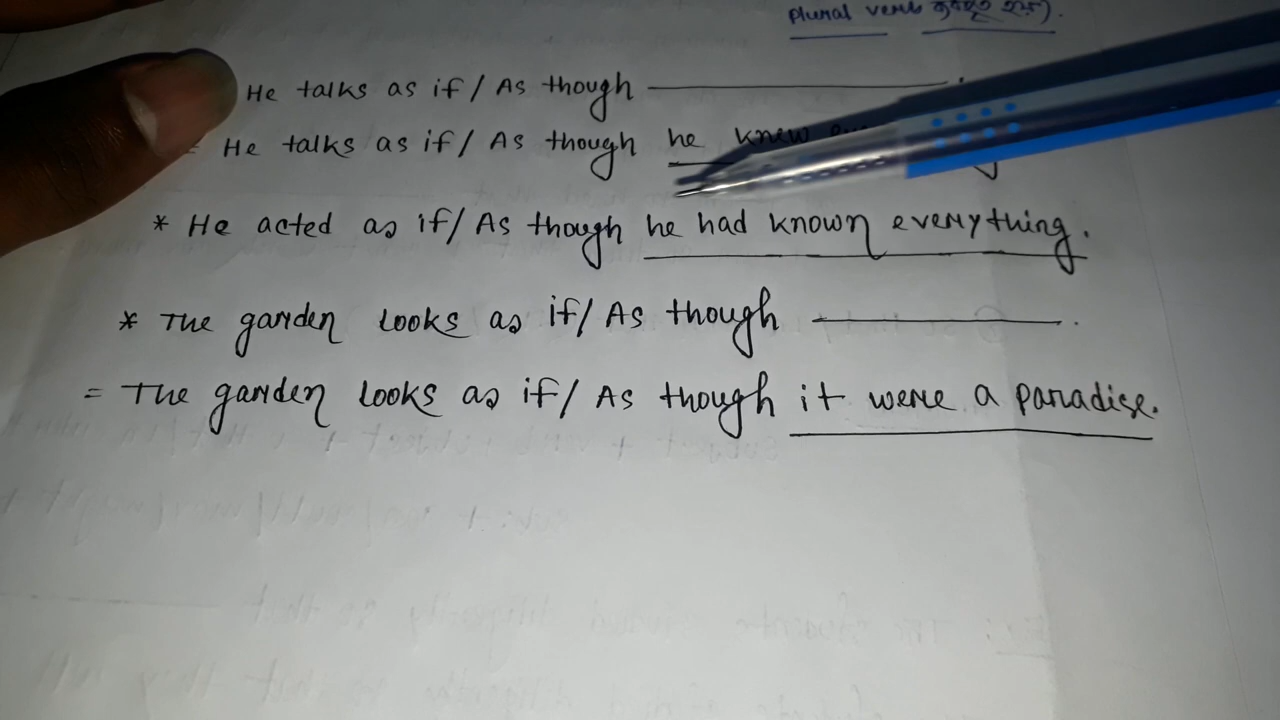 plural verb
He talks as if / As though ———.
He talks as if / As though he knew
* He acted as if / As though he had known everything.
* The garden looks as if / As though ———.
= The garden looks as if / As though it were a paradise.